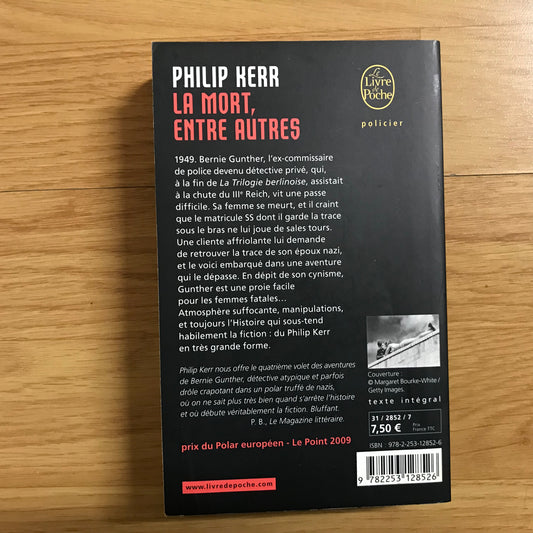 PHILIP KERR
LA MORT,
ENTRE AUTRES
Le
Livre
de
Poche
policier
1949. Bernie Gunther, l'ex-commissaire
de police devenu détective privé, qui,
à la fin de La Trilogie berlinoise, assistait
à la chute du IIIe Reich, vit une passe
difficile. Sa femme se meurt, et il craint
que le matricule SS dont il garde la trace
sous le bras ne lui joue de sales tours.
Une cliente affriolante lui demande
de retrouver la trace de son époux nazi,
et le voici embarqué dans une aventure
qui le dépasse. En dépit de son cynisme,
Gunther est une proie facile
pour les femmes fatales...
Atmosphère suffocante, manipulations,
et toujours l'Histoire qui sous-tend
habilement la fiction : du Philip Kerr
en très grande forme.
Philip Kerr nous offre le quatrième volet des aventures
de Bernie Gunther, détective atypique et parfois
drôle crapotant dans un polar truffé de nazis,
où on ne sait plus très bien quand s'arrête l'histoire
et où débute véritablement la fiction. Bluffant.
P. B., Le Magazine littéraire.
prix du Polar européen - Le Point 2009
www.livredepoche.com
Couverture :
© Margaret Bourke-White /
Getty Images.
texte intégral
31 / 2852 / 7
7,50 €
Prix
France TTC
ISBN : 978-2-253-12852-6
9 782253 128526